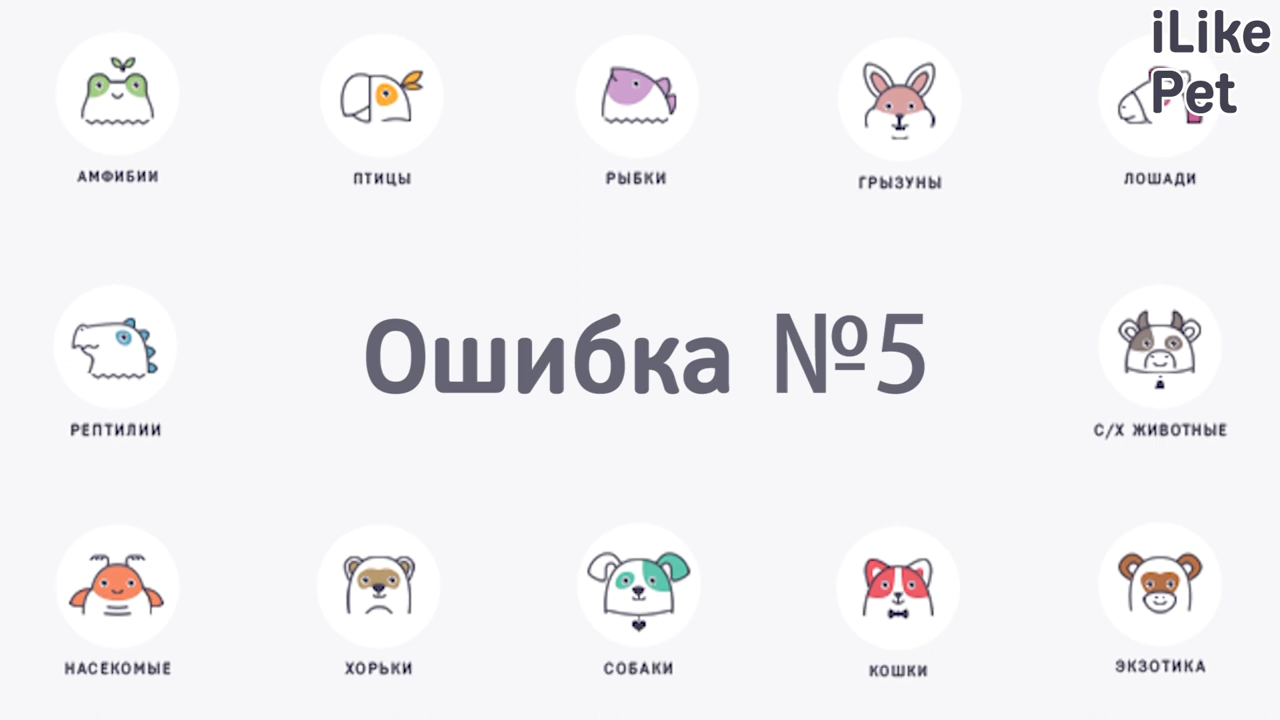 iLike
Pet
АМФИБИИ
ПТИЦЫ
РЫБКИ
ГРЫЗУНЫ
ЛОШАДИ
Ошибка №5
РЕПТИЛИИ
С/Х ЖИВОТНЫЕ
НАСЕКОМЫЕ
ХОРЬКИ
СОБАКИ
КОШКИ
ЭКЗОТИКА